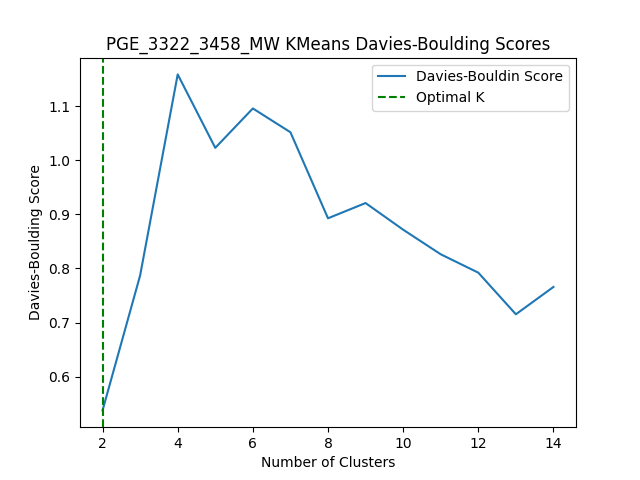 PGE_3322_3458_MW KMeans Davies-Boulding Scores
Davies-Bouldin Score
Optimal K
Davies-Boulding Score
1.1
1.0
0.9
0.8
0.7
0.6
2 4 6 8 10 12 14
Number of Clusters